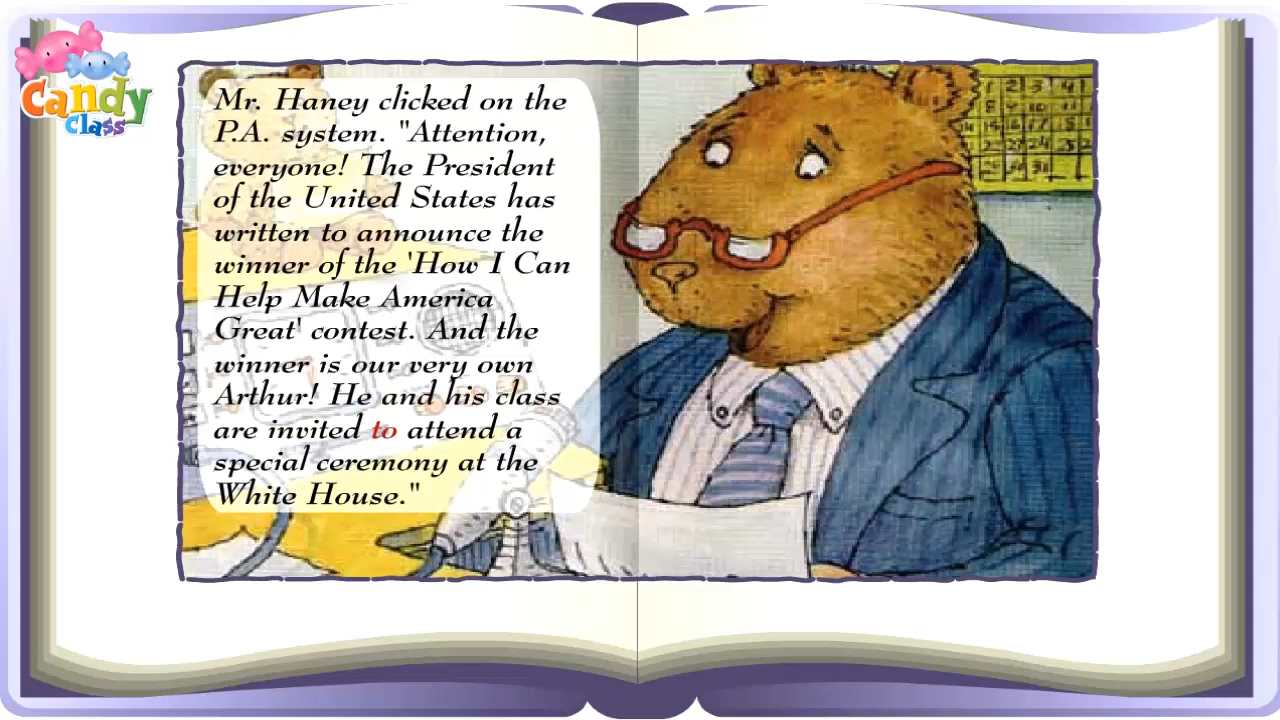 Candy
class
Mr. Haney clicked on the
P.A. system. "Attention,
everyone! The President
of the United States has
written to announce the
winner of the 'How I Can
Help Make America
Great' contest. And the
winner is our very own
Arthur! He and his class
are invited to attend a
special ceremony at the
White House."